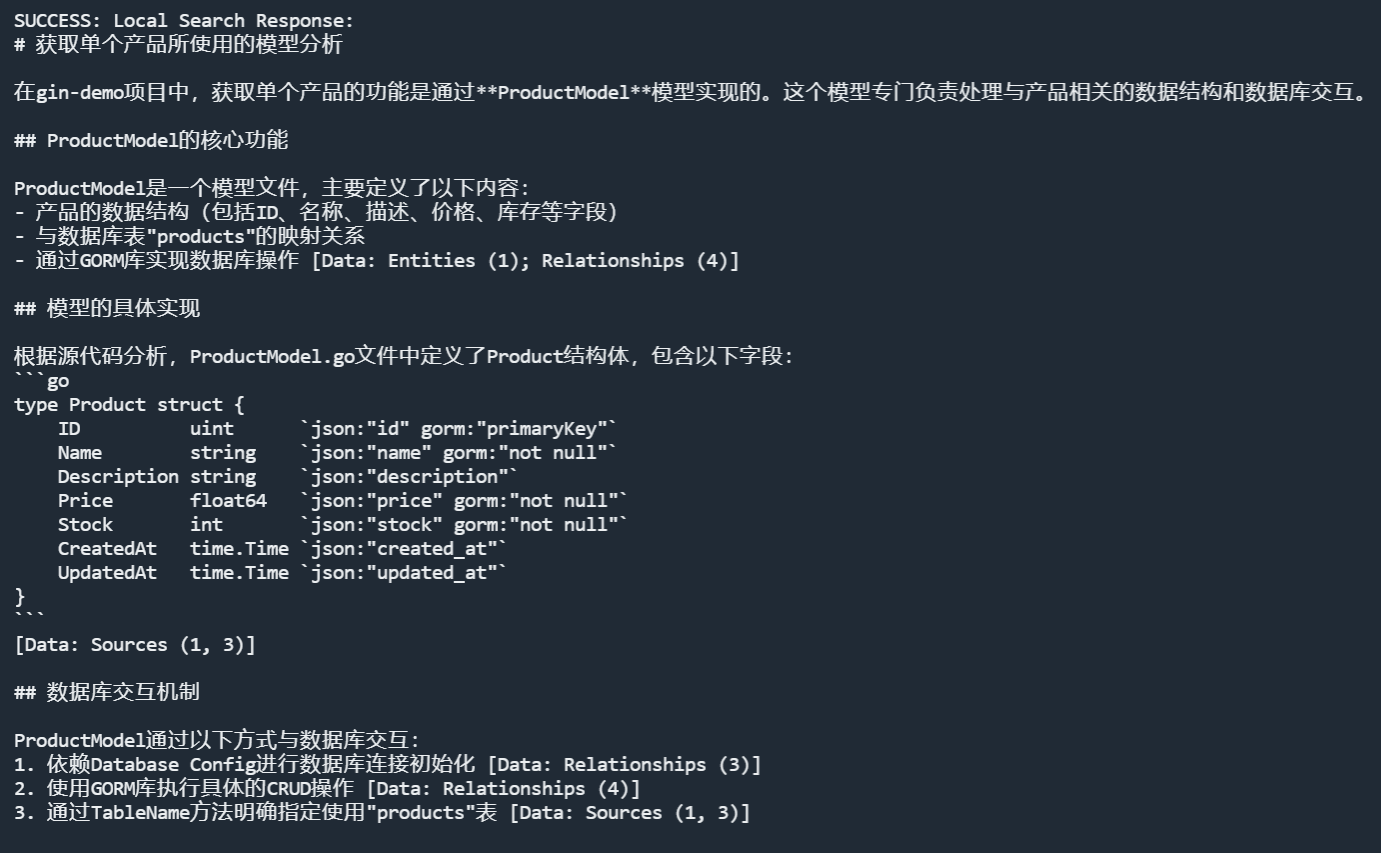 SUCCESS: Local Search Response:
# 获取单个产品所使用的模型分析
在gin-demo项目中，获取单个产品的功能是通过**ProductModel**模型实现的。这个模型专门负责处理与产品相关的数据结构和数据库交互。
## ProductModel的核心功能
ProductModel是一个模型文件，主要定义了以下内容：
- 产品的数据结构（包括ID、名称、描述、价格、库存等字段）
- 与数据库表"products"的映射关系
- 通过GORM库实现数据库操作 [Data: Entities (1); Relationships (4)]
## 模型的具体实现
根据源代码分析，ProductModel.go文件中定义了Product结构体，包含以下字段：
```go
type Product struct {
    ID          uint      `json:"id" gorm:"primaryKey"`
    Name        string    `json:"name" gorm:"not null"`
    Description string    `json:"description"`
    Price       float64   `json:"price" gorm:"not null"`
    Stock       int       `json:"stock" gorm:"not null"`
    CreatedAt   time.Time `json:"created_at"`
    UpdatedAt   time.Time `json:"updated_at"`
}
```
[Data: Sources (1, 3)]
## 数据库交互机制
ProductModel通过以下方式与数据库交互：
1. 依赖Database Config进行数据库连接初始化 [Data: Relationships (3)]
2. 使用GORM库执行具体的CRUD操作 [Data: Relationships (4)]
3. 通过TableName方法明确指定使用"products"表 [Data: Sources (1, 3)]